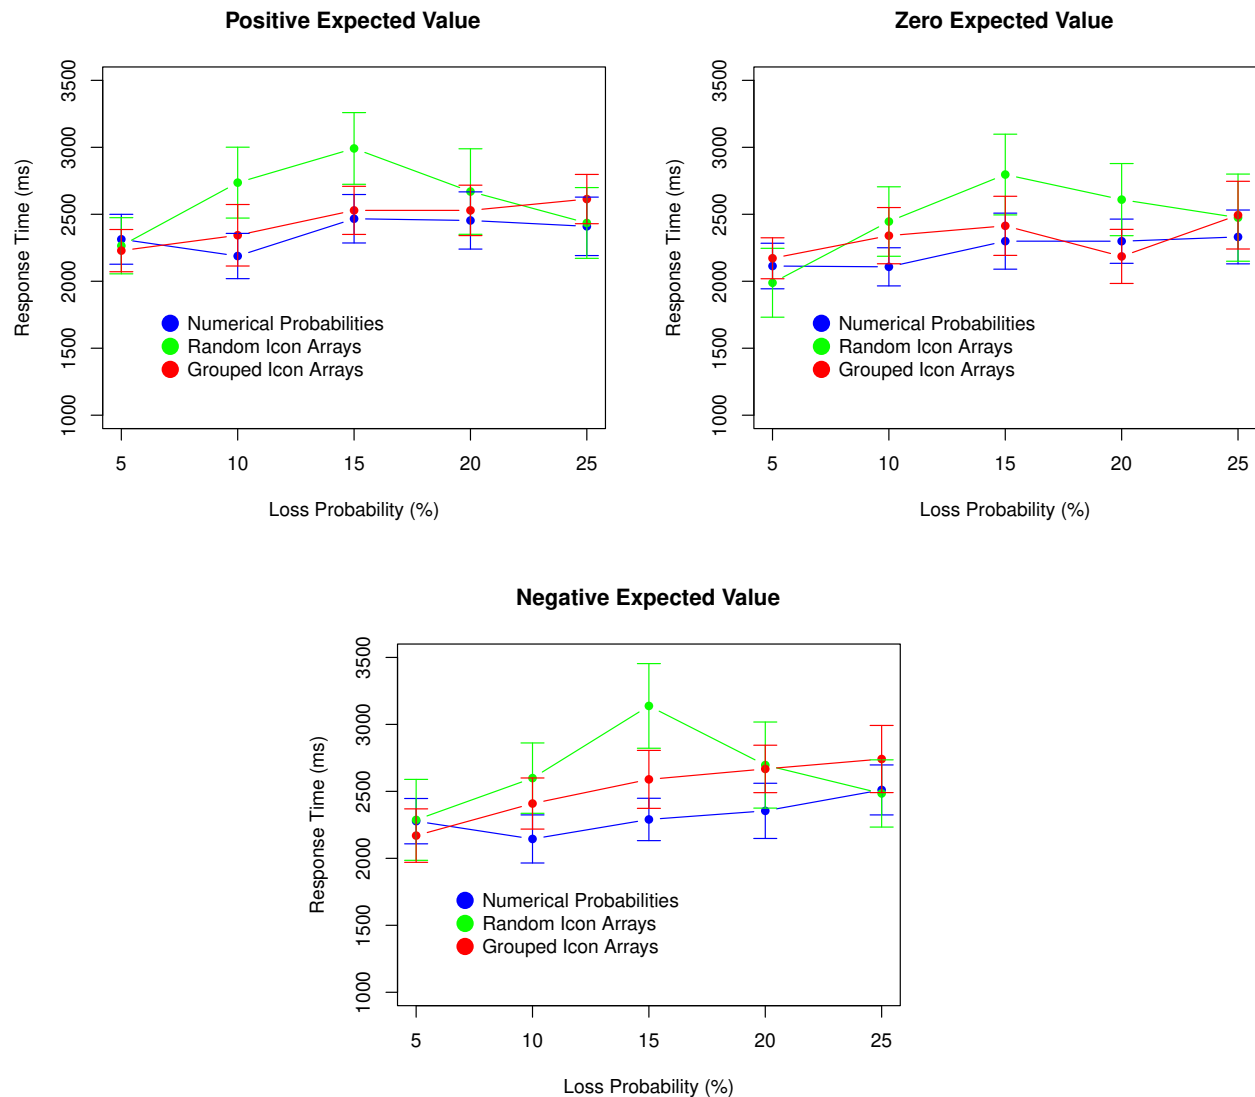 Positive Expected Value
Response Time (ms)
3500
3000
2500
2000
1500
1000
Numerical Probabilities
Random Icon Arrays
Grouped Icon Arrays
5 10 15 20 25
Loss Probability (%)
Zero Expected Value
Response Time (ms)
3500
3000
2500
2000
1500
1000
Numerical Probabilities
Random Icon Arrays
Grouped Icon Arrays
5 10 15 20 25
Loss Probability (%)
Negative Expected Value
Response Time (ms)
3500
3000
2500
2000
1500
1000
Numerical Probabilities
Random Icon Arrays
Grouped Icon Arrays
5 10 15 20 25
Loss Probability (%)